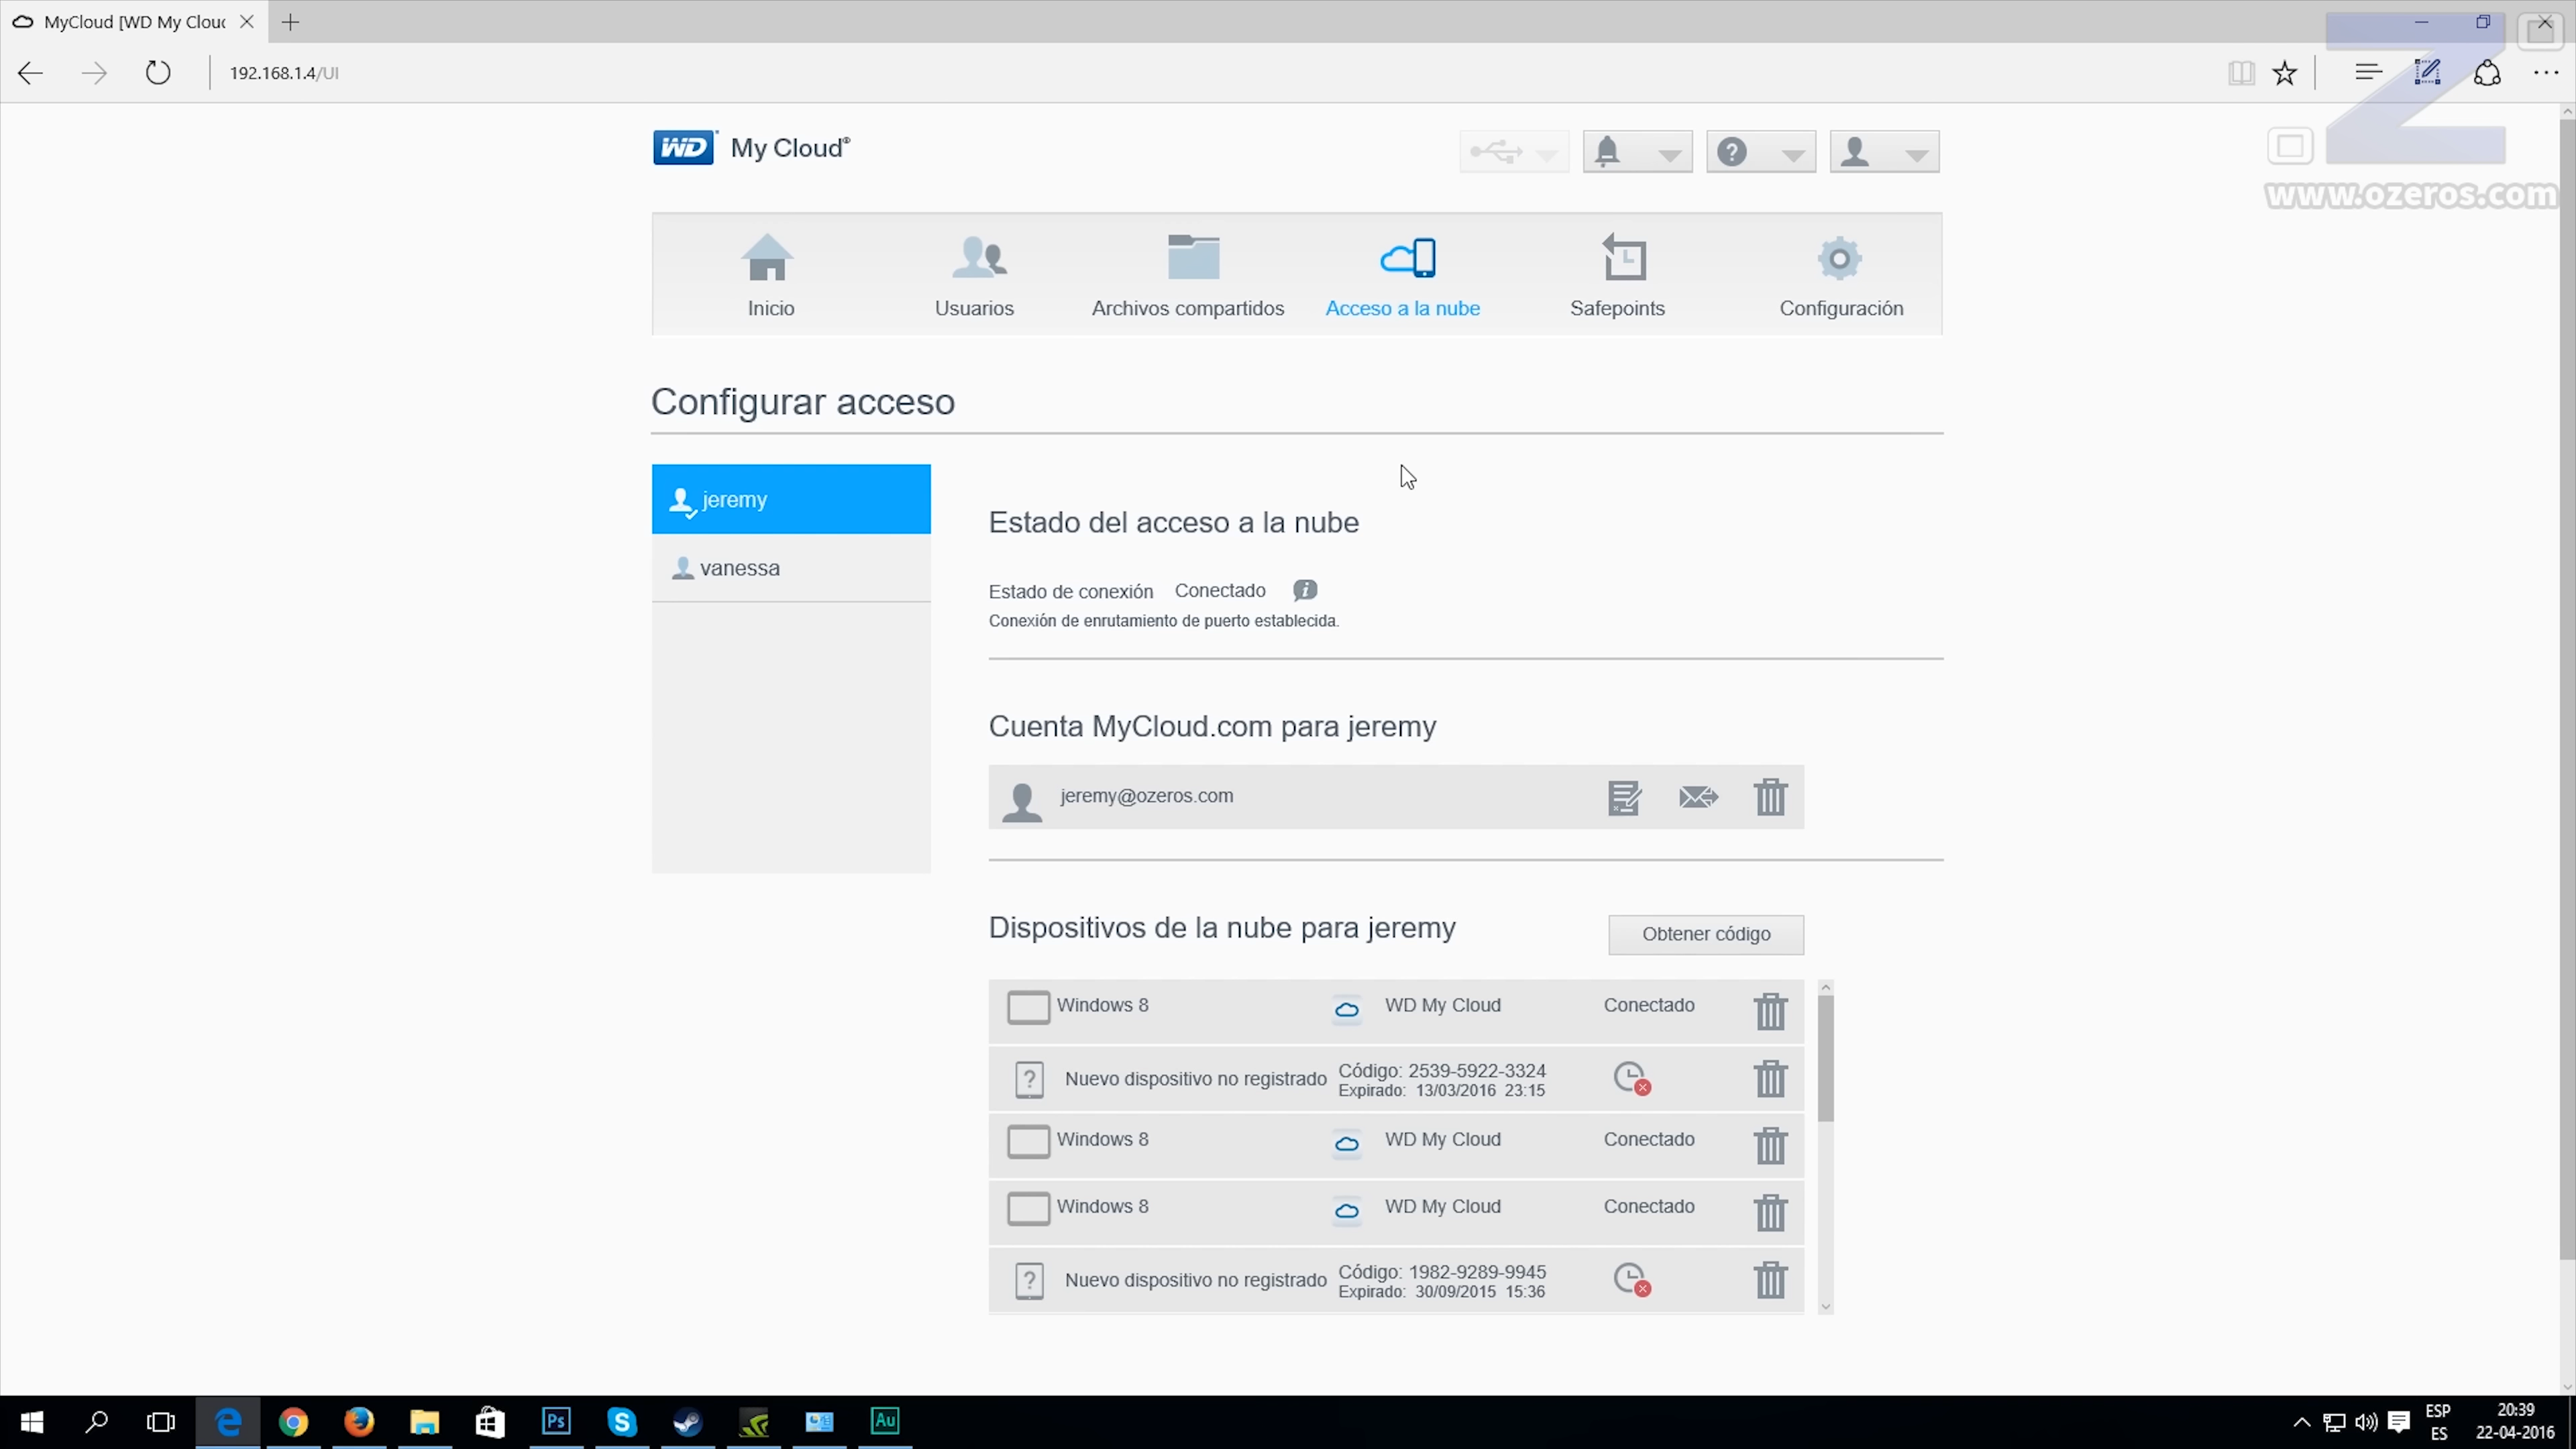 MyCloud [WD My Clou
192.168.1.4/UI
www.ozeros.com
WD My Cloud®
Inicio
Usuarios
Archivos compartidos
Acceso a la nube
Safepoints
Configuración
Configurar acceso
jeremy
vanessa
Estado del acceso a la nube
Estado de conexión Conectado
Conexión de enrutamiento de puerto establecida.
Cuenta MyCloud.com para jeremy
jeremy@ozeros.com
Dispositivos de la nube para jeremy
Obtener código
Windows 8 WD My Cloud Conectado
Nuevo dispositivo no registrado Código: 2539-5922-3324
Expirado: 13/03/2016 23:15
Windows 8 WD My Cloud Conectado
Windows 8 WD My Cloud Conectado
Nuevo dispositivo no registrado Código: 1982-9289-9945
Expirado: 30/09/2015 15:36
Ps
Au
ESP
ES
20:39
22-04-2016